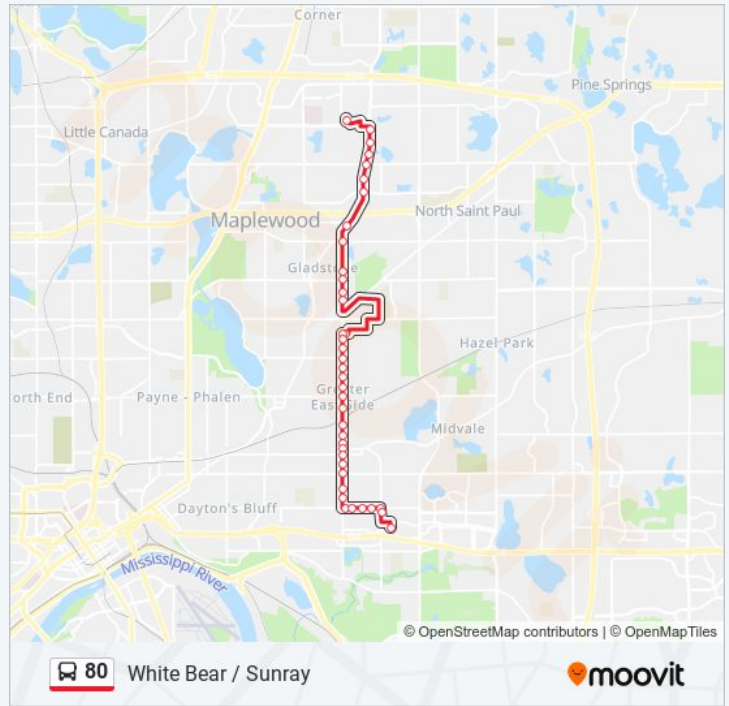 Corner
Pine Springs
Little Canada
Maplewood
North Saint Paul
Gladstone
Hazel Park
orth End
Payne - Phalen
Greater
East Side
Midvale
Dayton's Bluff
Mississippi River
© OpenStreetMap contributors | © OpenMapTiles
80
White Bear / Sunray
moovit